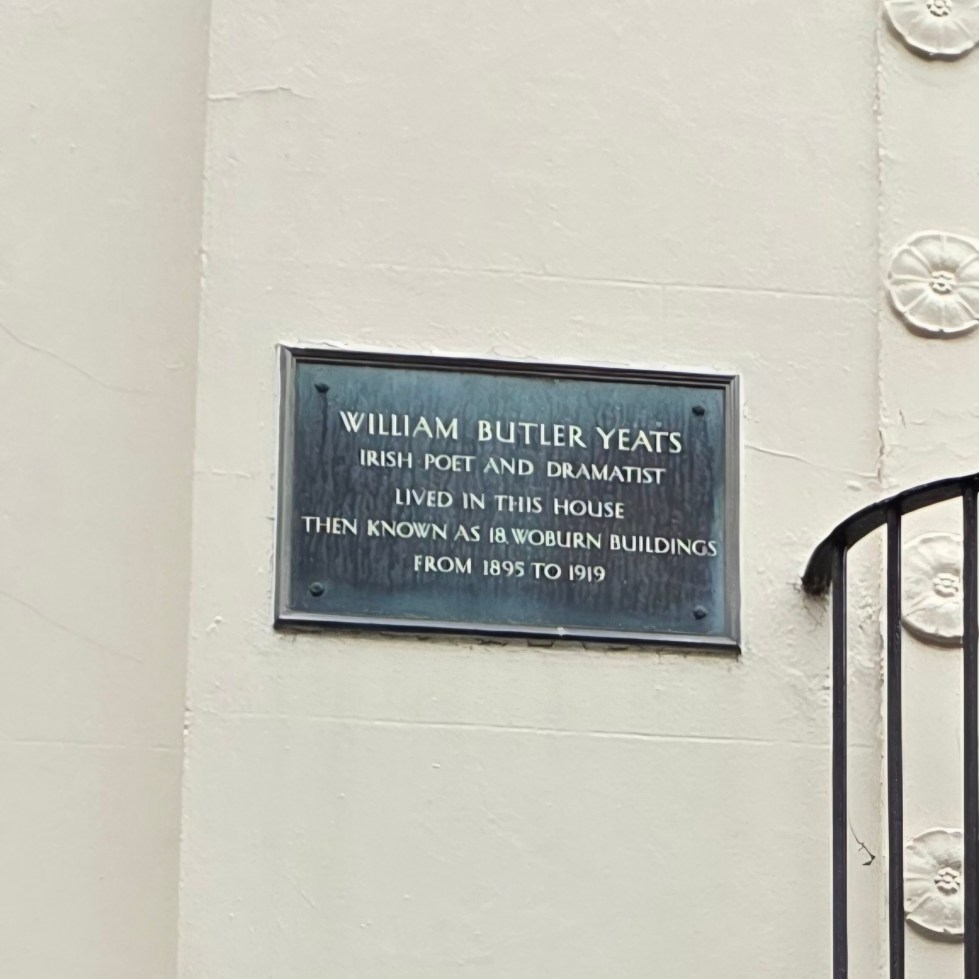 WILLIAM BUTLER YEATS
IRISH POET AND DRAMATIST
LIVED IN THIS HOUSE
THEN KNOWN AS 18. WOBURN BUILDINGS
FROM 1895 TO 1919